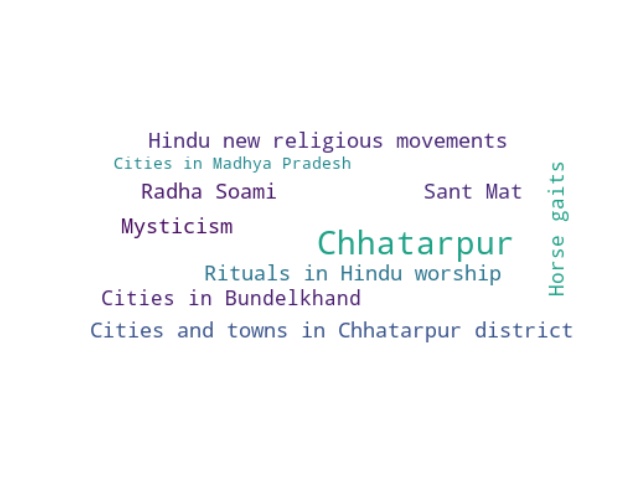 Hindu new religious movements
Cities in Madhya Pradesh
Radha Soami
Sant Mat
Horse gaits
Mysticism
Chhatarpur
Rituals in Hindu worship
Cities in Bundelkhand
Cities and towns in Chhatarpur district